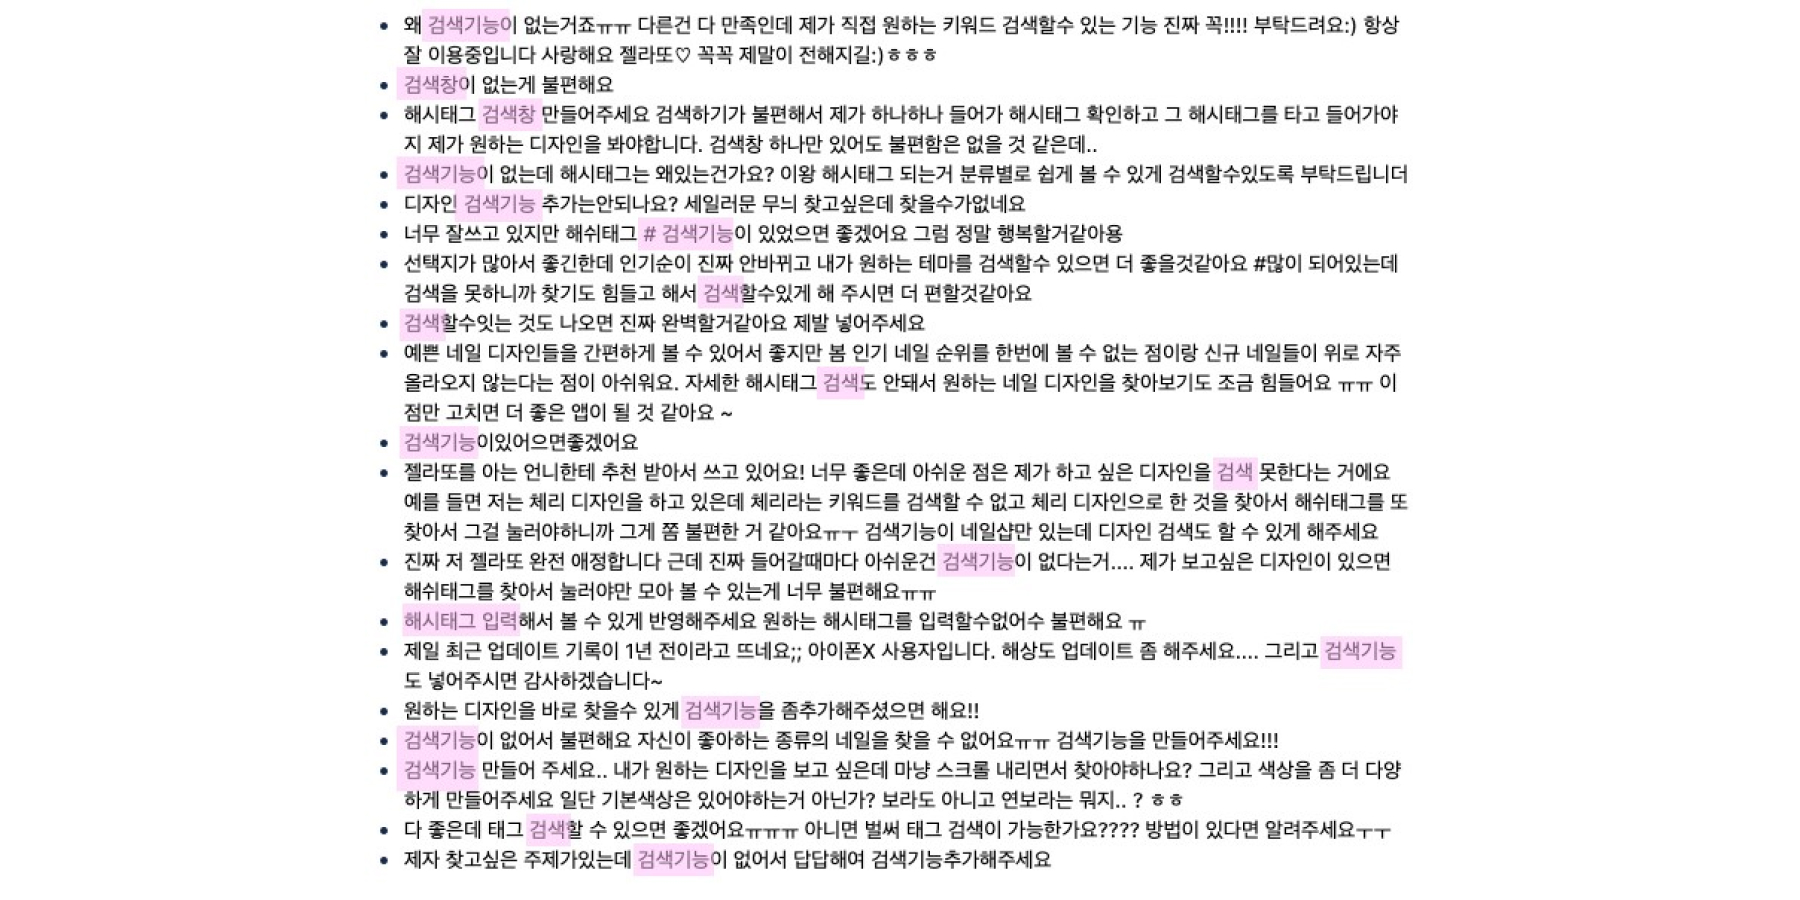 • 왜 검색기능이 없는거죠ㅠㅠ 다른건 다 만족인데 제가 직접 원하는 키워드 검색할수 있는 기능 진짜 꼭!!!! 부탁드려요:) 항상
잘 이용중입니다 사랑해요 젤라또♡ 꼭꼭 제말이 전해지길:)ㅎㅎㅎ
• 검색창이 없는게 불편해요
• 해시태그 검색창 만들어주세요 검색하기가 불편해서 제가 하나하나 들어가 해시태그 확인하고 그 해시태그를 타고 들어가야
지 제가 원하는 디자인을 봐야합니다. 검색창 하나만 있어도 불편함은 없을 것 같은데..
• 검색기능이 없는데 해시태그는 왜있는건가요? 이왕 해시태그 되는거 분류별로 쉽게 볼 수 있게 검색할수있도록 부탁드립니더
• 디자인 검색기능 추가는안되나요? 세일러문 무늬 찾고싶은데 찾을수가없네요
• 너무 잘쓰고 있지만 해쉬태그 # 검색기능이 있었으면 좋겠어요 그럼 정말 행복할거같아용
• 선택지가 많아서 좋긴한데 인기순이 진짜 안바뀌고 내가 원하는 테마를 검색할수 있으면 더 좋을것같아요 #많이 되어있는데
검색을 못하니까 찾기도 힘들고 해서 검색할수있게 해 주시면 더 편할것같아요
• 검색할수잇는 것도 나오면 진짜 완벽할거같아요 제발 넣어주세요
• 예쁜 네일 디자인들을 간편하게 볼 수 있어서 좋지만 봄 인기 네일 순위를 한번에 볼 수 없는 점이랑 신규 네일들이 위로 자주
올라오지 않는다는 점이 아쉬워요. 자세한 해시태그 검색도 안돼서 원하는 네일 디자인을 찾아보기도 조금 힘들어요 ㅠㅠ 이
점만 고치면 더 좋은 앱이 될 것 같아요 ~
• 검색기능이있어으면좋겠어요
• 젤라또를 아는 언니한테 추천 받아서 쓰고 있어요! 너무 좋은데 아쉬운 점은 제가 하고 싶은 디자인을 검색 못한다는 거에요
예를 들면 저는 체리 디자인을 하고 있은데 체리라는 키워드를 검색할 수 없고 체리 디자인으로 한 것을 찾아서 해쉬태그를 또
찾아서 그걸 눌러야하니까 그게 쫌 불편한 거 같아요ㅠㅜ 검색기능이 네일샵만 있는데 디자인 검색도 할 수 있게 해주세요
• 진짜 저 젤라또 완전 애정합니다 근데 진짜 들어갈때마다 아쉬운건 검색기능이 없다는거.... 제가 보고싶은 디자인이 있으면
해쉬태그를 찾아서 눌러야만 모아 볼 수 있는게 너무 불편해요ㅠㅠ
• 해시태그 입력해서 볼 수 있게 반영해주세요 원하는 해시태그를 입력할수없어수 불편해요 ㅠ
• 제일 최근 업데이트 기록이 1년 전이라고 뜨네요;; 아이폰X 사용자입니다. 해상도 업데이트 좀 해주세요.... 그리고 검색기능
도 넣어주시면 감사하겠습니다~
• 원하는 디자인을 바로 찾을수 있게 검색기능을 좀추가해주셨으면 해요!!
• 검색기능이 없어서 불편해요 자신이 좋아하는 종류의 네일을 찾을 수 없어요ㅠㅠ 검색기능을 만들어주세요!!!
• 검색기능 만들어 주세요.. 내가 원하는 디자인을 보고 싶은데 마냥 스크롤 내리면서 찾아야하나요? 그리고 색상을 좀 더 다양
하게 만들어주세요 일단 기본색상은 있어야하는거 아닌가? 보라도 아니고 연보라는 뭐지.. ? ㅎㅎ
• 다 좋은데 태그 검색할 수 있으면 좋겠어요ㅠㅠㅠ 아니면 벌써 태그 검색이 가능한가요???? 방법이 있다면 알려주세요ㅜㅜ
• 제자 찾고싶은 주제가있는데 검색기능이 없어서 답답해여 검색기능추가해주세요